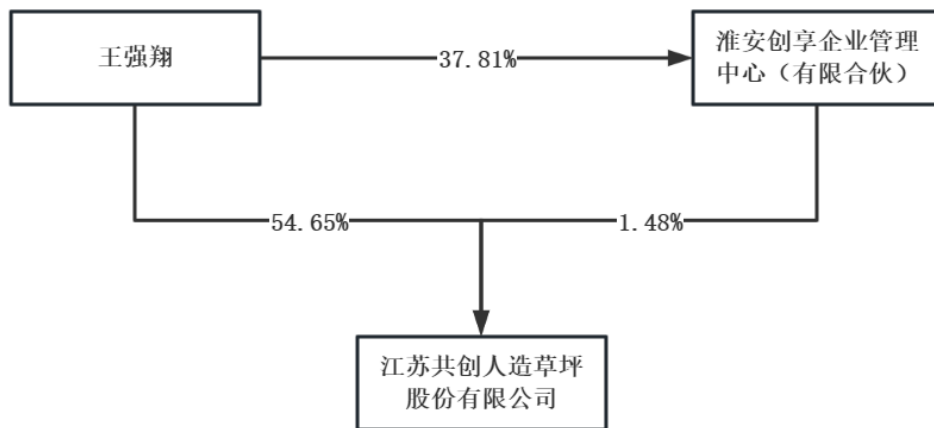 王强翔
37.81%
淮安创享企业管理
中心（有限合伙）
54.65%
1.48%
江苏共创人造草坪
股份有限公司